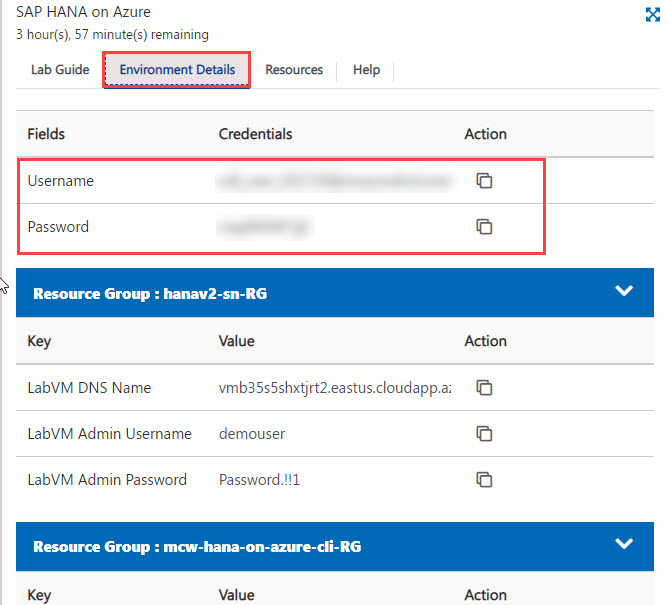 SAP HANA on Azure
3 hour(s), 57 minute(s) remaining
Lab Guide Environment Details Resources Help
Fields Credentials Action
Username
Password
Resource Group : hanav2-sn-RG
Key Value Action
LabVM DNS Name vmb35s5shxtjrt2.eastus.cloudapp.az
LabVM Admin Username demouser
LabVM Admin Password Password.!!1
Resource Group : mcw-hana-on-azure-cli-RG
Key Value Action